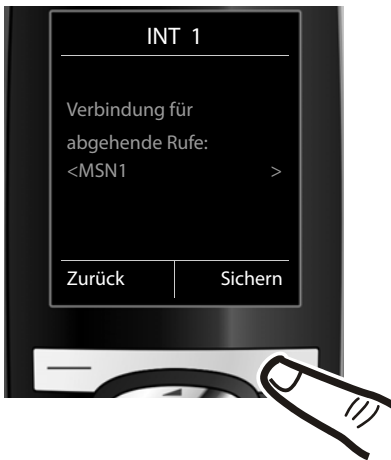 INT 1
Verbindung für
abgehende Rufe:
<MSN1 >
Zurück Sichern